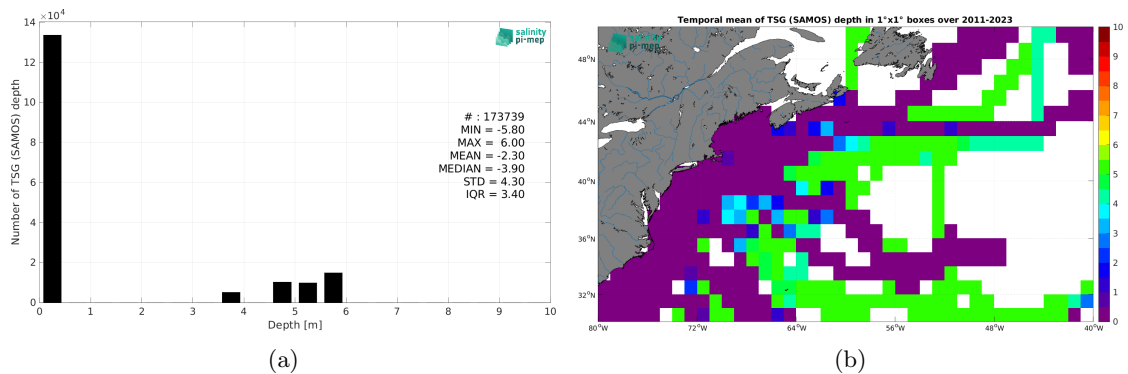 ×10⁴
14
12
10
8
6
4
2
0
Number of TSG (SAMOS) depth
0 1 2 3 4 5 6 7 8 9 10
Depth [m]
salinity
pi-mep
# : 173739
MIN = -5.80
MAX = 6.00
MEAN = -2.30
MEDIAN = -3.90
STD = 4.30
IQR = 3.40
(a)
Temporal mean of TSG (SAMOS) depth in 1°x1° boxes over 2011-2023
salinity
pi-mep
48°N
44°N
40°N
36°N
32°N
80°W 72°W 64°W 56°W 48°W 40°W
10
9
8
7
6
5
4
3
2
1
0
(b)